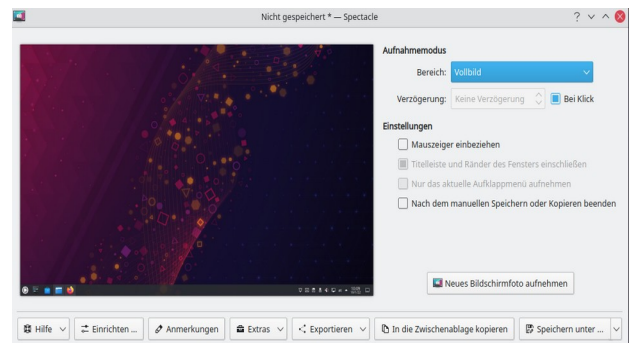 Nicht gespeichert * — Spectacle
Aufnahmemodus
Bereich: Vollbild
Verzögerung: Keine Verzögerung Bei Klick
Einstellungen
Mauszeiger einbeziehen
Titelleiste und Ränder des Fensters einschließen
Nur das aktuelle Aufklappmenü aufnehmen
Nach dem manuellen Speichern oder Kopieren beenden
Neues Bildschirmfoto aufnehmen
Hilfe Einrichten ... Anmerkungen Extras Exportieren In die Zwischenablage kopieren Speichern unter ...